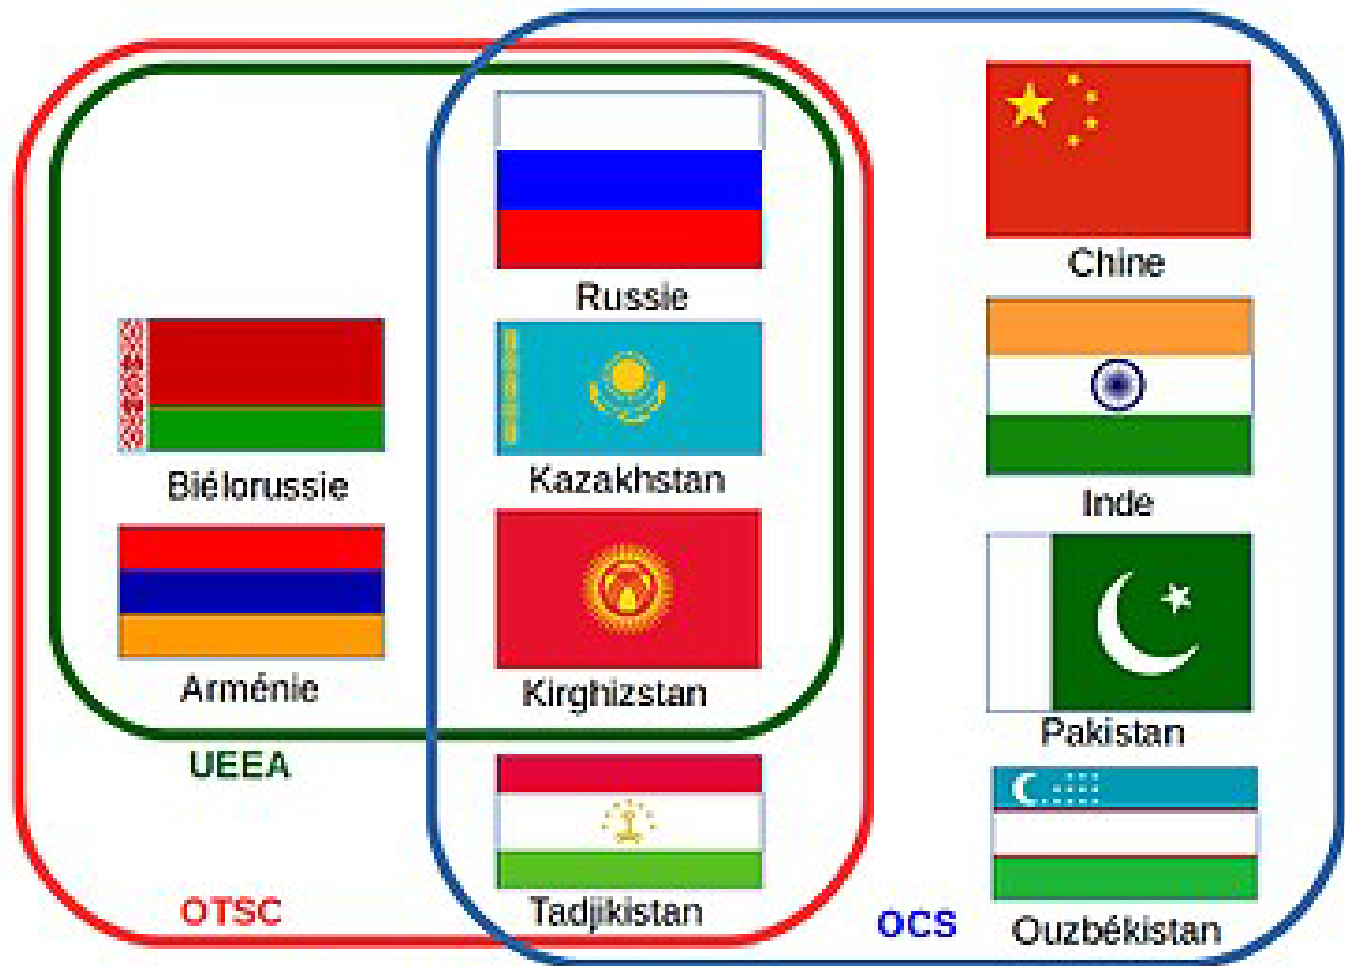 Russie
Chine
Biélorussie
Kazakhstan
Inde
Arménie
Kirghizstan
Pakistan
UEEA
OTSC
Tadjikistan
OCS
Ouzbékistan